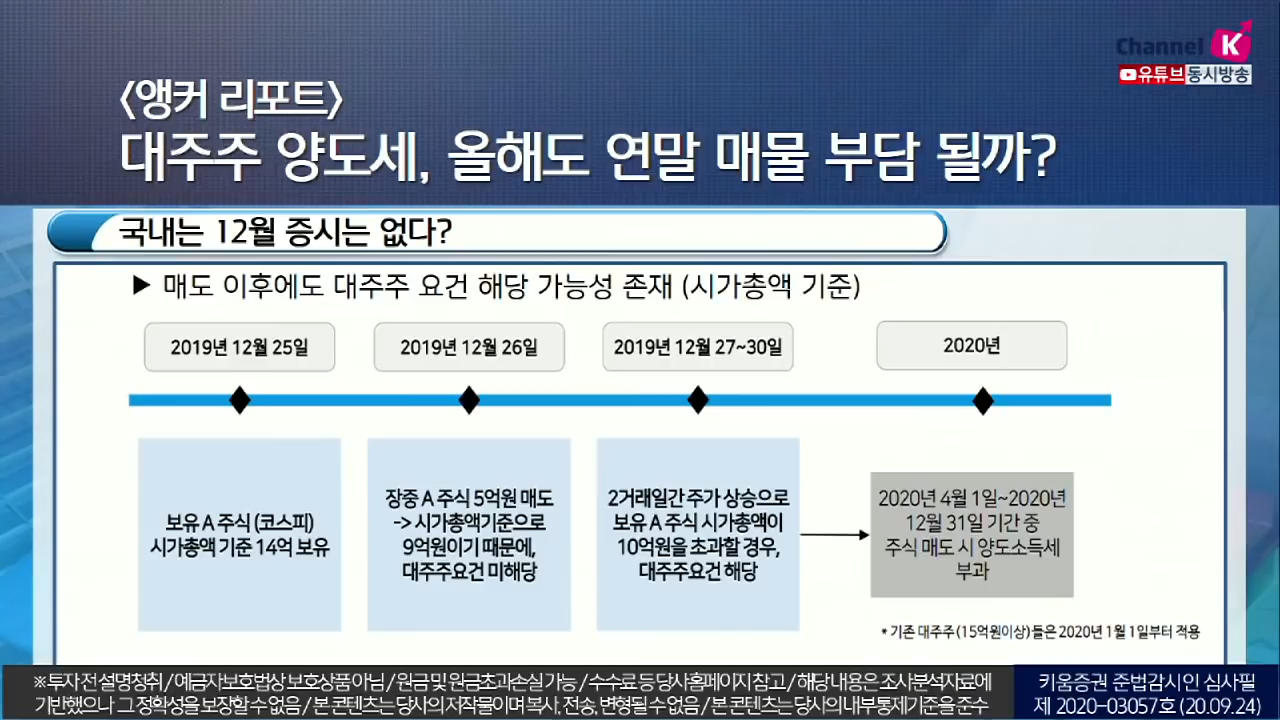 Channel K
유튜브동시방송
<앵커 리포트>
대주주 양도세, 올해도 연말 매물 부담 될까?
국내는 12월 증시는 없다?
▶ 매도 이후에도 대주주 요건 해당 가능성 존재 (시가총액 기준)
2019년 12월 25일
2019년 12월 26일
2019년 12월 27~30일
2020년
보유 A 주식 (코스피)
시가총액 기준 14억 보유
장중 A 주식 5억원 매도
-> 시가총액기준으로
9억원이기 때문에,
대주주요건 미해당
2거래일간 주가 상승으로
보유 A 주식 시가총액이
10억원을 초과할 경우,
대주주요건 해당
2020년 4월 1일~2020년
12월 31일 기간 중
주식 매도 시 양도소득세
부과
* 기존 대주주 (15억원이상) 들은 2020년 1월 1일부터 적용
※ 투자 전 설명청취 / 예금자보호법상 보호상품 아님 / 원금 및 원금초과손실 가능 / 수수료 등 당사홈페이지 참고 / 해당 내용은 조사분석자료에
기반했으나 그 정확성을 보장할 수 없음 / 본 콘텐츠는 당사의 저작물이며 복사, 전송, 변형될 수 없음 / 본 콘텐츠는 당사의 내부통제기준을 준수
키움증권 준법감시인 심사필
제 2020-03057호 (20.09.24)